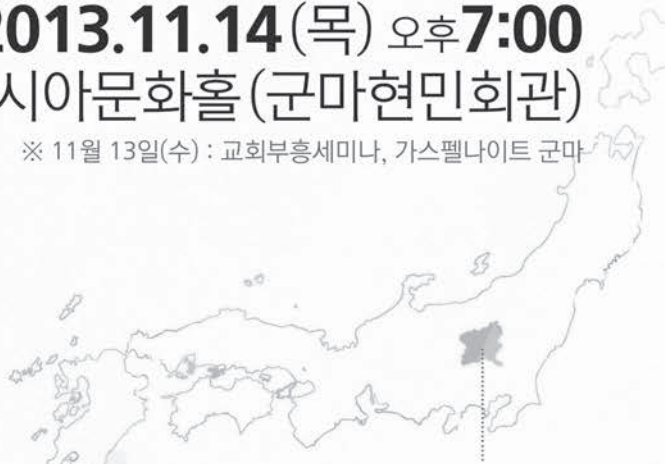 2013.11.14(목) 오후7:00
시아문화홀(군마현민회관)
※ 11월 13일(수) : 교회부흥세미나, 가스펠나이트 군마